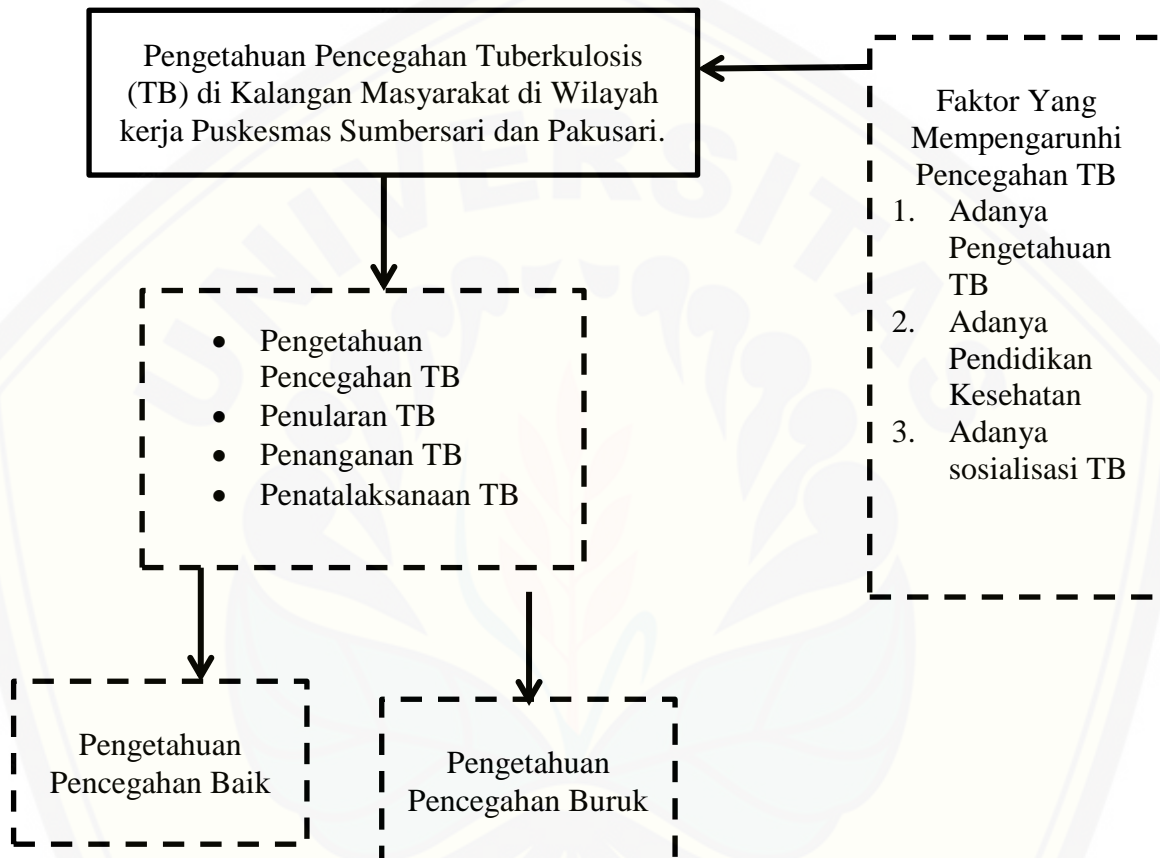 Pengetahuan Pencegahan Tuberkulosis
(TB) di Kalangan Masyarakat di Wilayah
kerja Puskesmas Sumbersari dan Pakusari.
Faktor Yang
Mempengarunhi
Pencegahan TB
1. Adanya
Pengetahuan
TB
2. Adanya
Pendidikan
Kesehatan
3. Adanya
sosialisasi TB
• Pengetahuan
Pencegahan TB
• Penularan TB
• Penanganan TB
• Penatalaksanaan TB
Pengetahuan
Pencegahan Baik
Pengetahuan
Pencegahan Buruk
UNIVERSITAS